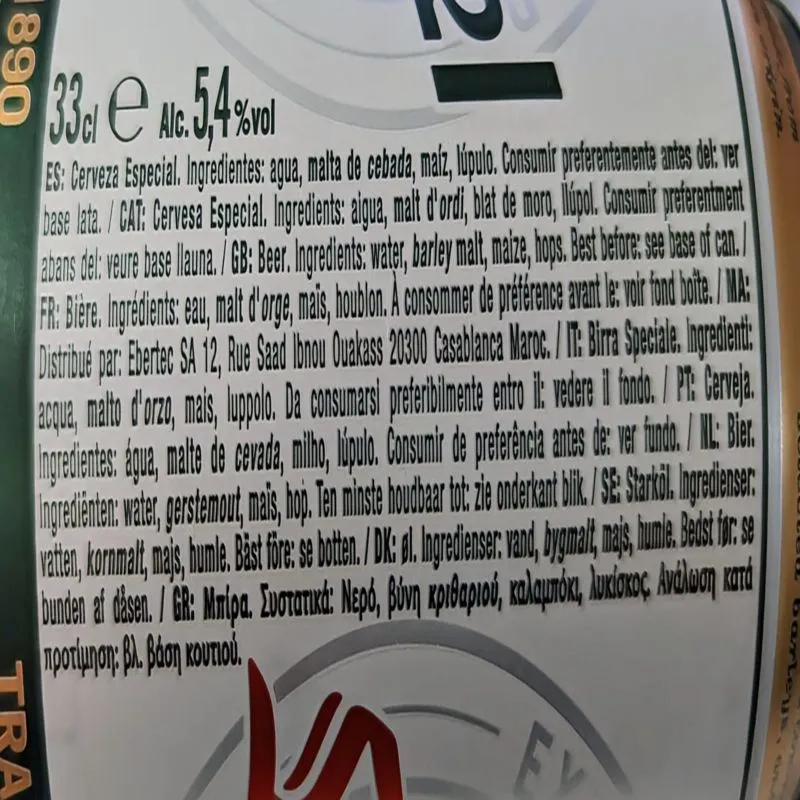 1890
2
33cl ℮ Alc. 5,4%vol
ES: Cerveza Especial. Ingredientes: agua, malta de cebada, maíz, lúpulo. Consumir preferentemente antes del: ver
base lata. / CAT: Cervesa Especial. Ingredients: aigua, malt d'ordi, blat de moro, llúpol. Consumir preferentment
abans del: veure base llauna. / GB: Beer. Ingredients: water, barley malt, maize, hops. Best before: see base of can. /
FR: Bière. Ingrédients: eau, malt d'orge, maïs, houblon. À consommer de préférence avant le: voir fond boîte. / MA:
Distribué par: Ebertec SA 12, Rue Saad Ibnou Ouakass 20300 Casablanca Maroc. / IT: Birra Speciale. Ingredienti:
acqua, malto d'orzo, mais, luppolo. Da consumarsi preferibilmente entro il: vedere il fondo. / PT: Cerveja.
Ingredientes: água, malte de cevada, milho, lúpulo. Consumir de preferência antes de: ver fundo. / NL: Bier.
Ingrediënten: water, gerstemout, maïs, hop. Ten minste houdbaar tot: zie onderkant blik. / SE: Starköl. Ingredienser:
vatten, kornmalt, majs, humle. Bäst före: se botten. / DK: øl. Ingredienser: vand, bygmalt, majs, humle. Bedst før: se
bunden af dåsen. / GR: Μπίρα. Συστατικά: Νερό, βύνη κριθαριού, καλαμπόκι, λυκίσκος. Ανάλωση κατά
προτίμηση: βλ. βάση κουτιού.
TRA
EX